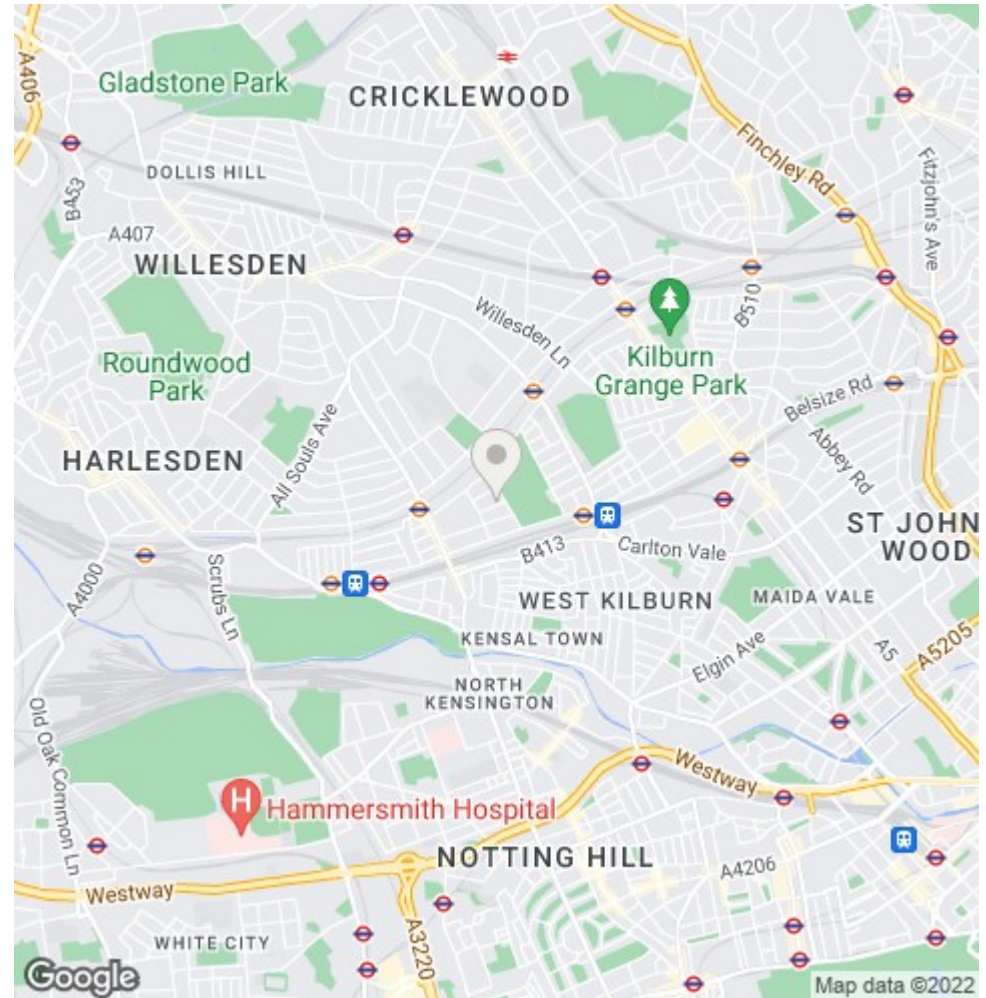 A406
Gladstone Park
CRICKLEWOOD
Finchley Rd
Fitzjohn's Ave
DOLLIS HILL
B453
A407
WILLESDEN
Willesden Ln
B510
Roundwood
Park
Kilburn
Grange Park
Belsize Rd
All Souls Ave
Abbey Rd
HARLESDEN
ST JOHN
WOOD
B413
Carlton Vale
A4000
Scrubs Ln
WEST KILBURN
MAIDA VALE
KENSAL TOWN
Elgin Ave
A5
A5205
NORTH
KENSINGTON
Old Oak Common Ln
Westway
H
Hammersmith Hospital
NOTTING HILL
A4206
Westway
A3220
WHITE CITY
Google
Map data ©2022